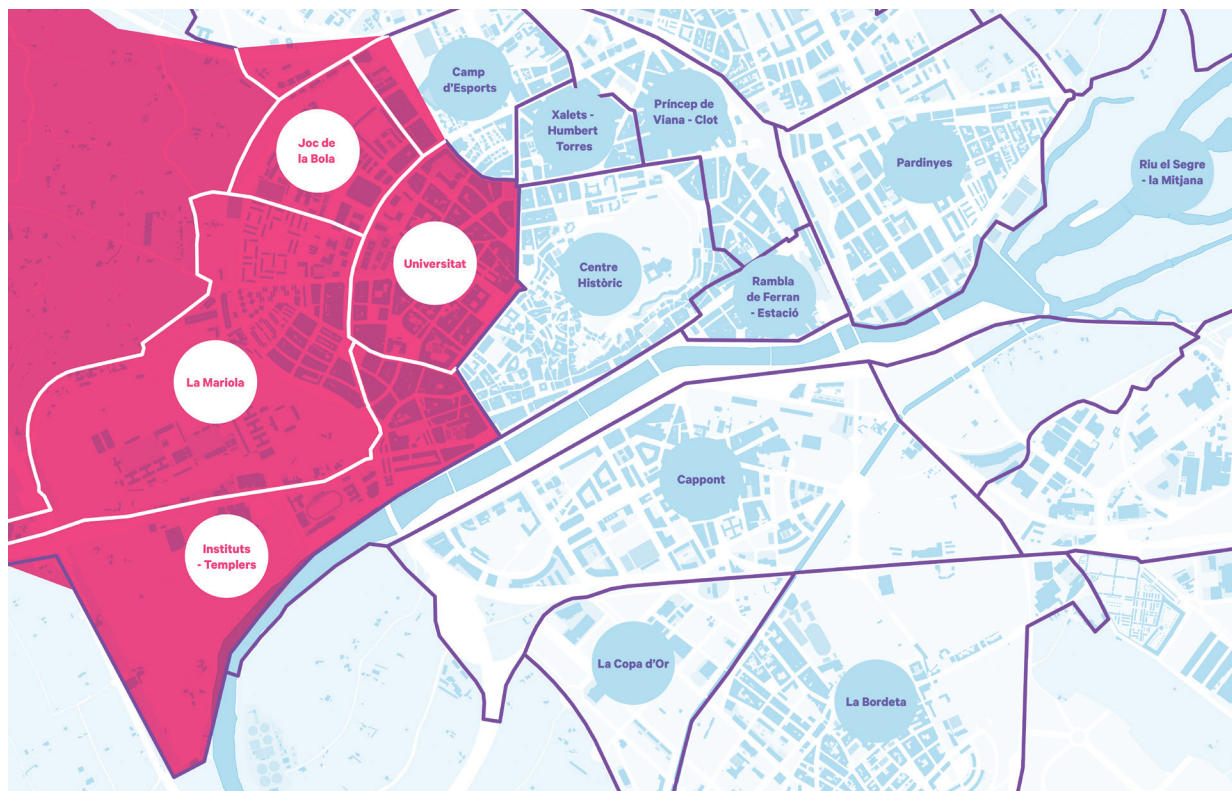 Camp
d'Esports
Xalets -
Humbert
Torres
Príncep de
Viana - Clot
Joc de
la Bola
Pardinyes
Riu el Segre
- la Mitjana
Universitat
Centre
Històric
Rambla
de Ferran
- Estació
La Mariola
Cappont
Instituts
- Templers
La Copa d'Or
La Bordeta